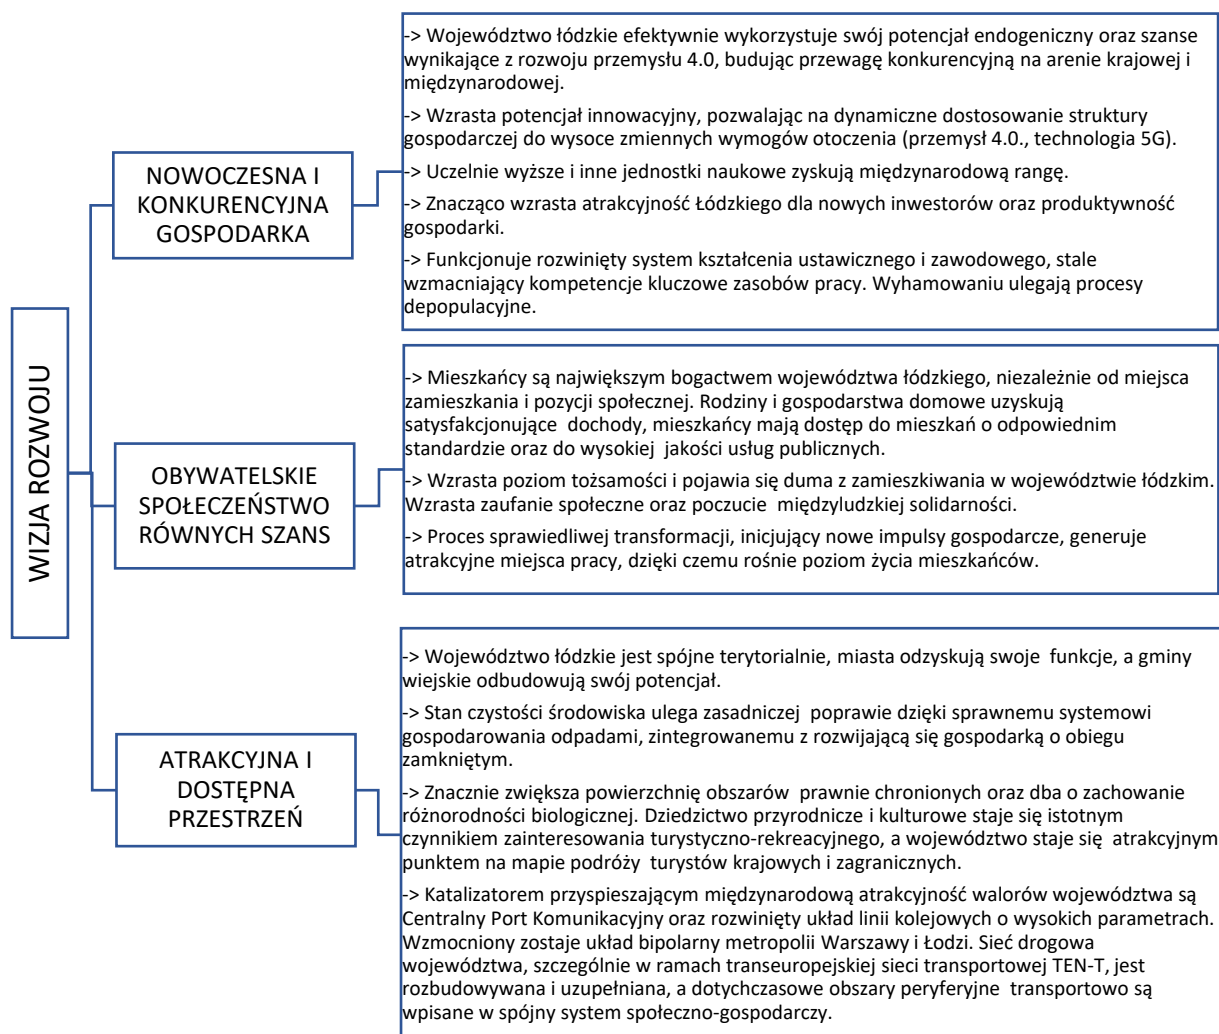 WIZJA ROZWOJU
NOWOCZESNA I
KONKURENCYJNA
GOSPODARKA
-> Województwo łódzkie efektywnie wykorzystuje swój potencjał endogeniczny oraz szanse
wynikające z rozwoju przemysłu 4.0, budując przewagę konkurencyjną na arenie krajowej i
międzynarodowej.
-> Wzrasta potencjał innowacyjny, pozwalając na dynamiczne dostosowanie struktury
gospodarczej do wysoce zmiennych wymogów otoczenia (przemysł 4.0., technologia 5G).
-> Uczelnie wyższe i inne jednostki naukowe zyskują międzynarodową rangę.
-> Znacząco wzrasta atrakcyjność Łódzkiego dla nowych inwestorów oraz produktywność
gospodarki.
-> Funkcjonuje rozwinięty system kształcenia ustawicznego i zawodowego, stale
wzmacniający kompetencje kluczowe zasobów pracy. Wyhamowaniu ulegają procesy
depopulacyjne.
OBYWATELSKIE
SPOŁECZEŃSTWO
RÓWNYCH SZANS
-> Mieszkańcy są największym bogactwem województwa łódzkiego, niezależnie od miejsca
zamieszkania i pozycji społecznej. Rodziny i gospodarstwa domowe uzyskują
satysfakcjonujące dochody, mieszkańcy mają dostęp do mieszkań o odpowiednim
standardzie oraz do wysokiej jakości usług publicznych.
-> Wzrasta poziom tożsamości i pojawia się duma z zamieszkiwania w województwie łódzkim.
Wzrasta zaufanie społeczne oraz poczucie międzyludzkiej solidarności.
-> Proces sprawiedliwej transformacji, inicjujący nowe impulsy gospodarcze, generuje
atrakcyjne miejsca pracy, dzięki czemu rośnie poziom życia mieszkańców.
ATRAKCYJNA I
DOSTĘPNA
PRZESTRZEŃ
-> Województwo łódzkie jest spójne terytorialnie, miasta odzyskują swoje funkcje, a gminy
wiejskie odbudowują swój potencjał.
-> Stan czystości środowiska ulega zasadniczej poprawie dzięki sprawnemu systemowi
gospodarowania odpadami, zintegrowanemu z rozwijającą się gospodarką o obiegu
zamkniętym.
-> Znacznie zwiększa powierzchnię obszarów prawnie chronionych oraz dba o zachowanie
różnorodności biologicznej. Dziedzictwo przyrodnicze i kulturowe staje się istotnym
czynnikiem zainteresowania turystyczno-rekreacyjnego, a województwo staje się atrakcyjnym
punktem na mapie podróży turystów krajowych i zagranicznych.
-> Katalizatorem przyspieszającym międzynarodową atrakcyjność walorów województwa są
Centralny Port Komunikacyjny oraz rozwinięty układ linii kolejowych o wysokich parametrach.
Wzmocniony zostaje układ bipolarny metropolii Warszawy i Łodzi. Sieć drogowa
województwa, szczególnie w ramach transeuropejskiej sieci transportowej TEN-T, jest
rozbudowywana i uzupełniana, a dotychczasowe obszary peryferyjne transportowo są
wpisane w spójny system społeczno-gospodarczy.